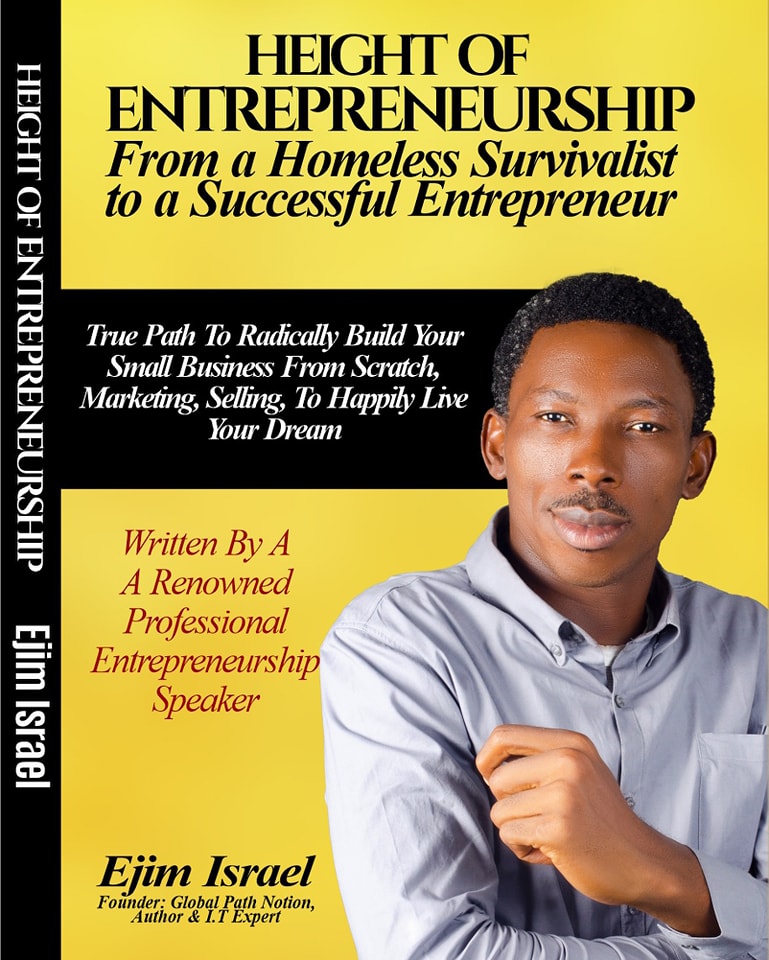 HEIGHT OF
ENTREPRENEURSHIP
From a Homeless Survivalist
to a Successful Entrepreneur
True Path To Radically Build Your
Small Business From Scratch,
Marketing, Selling, To Happily Live
Your Dream
Written By A
A Renowned
Professional
Entrepreneurship
Speaker
Ejim Israel
Founder: Global Path Notion,
Author & I.T Expert
HEIGHT OF ENTREPRENEURSHIP Ejim Israel